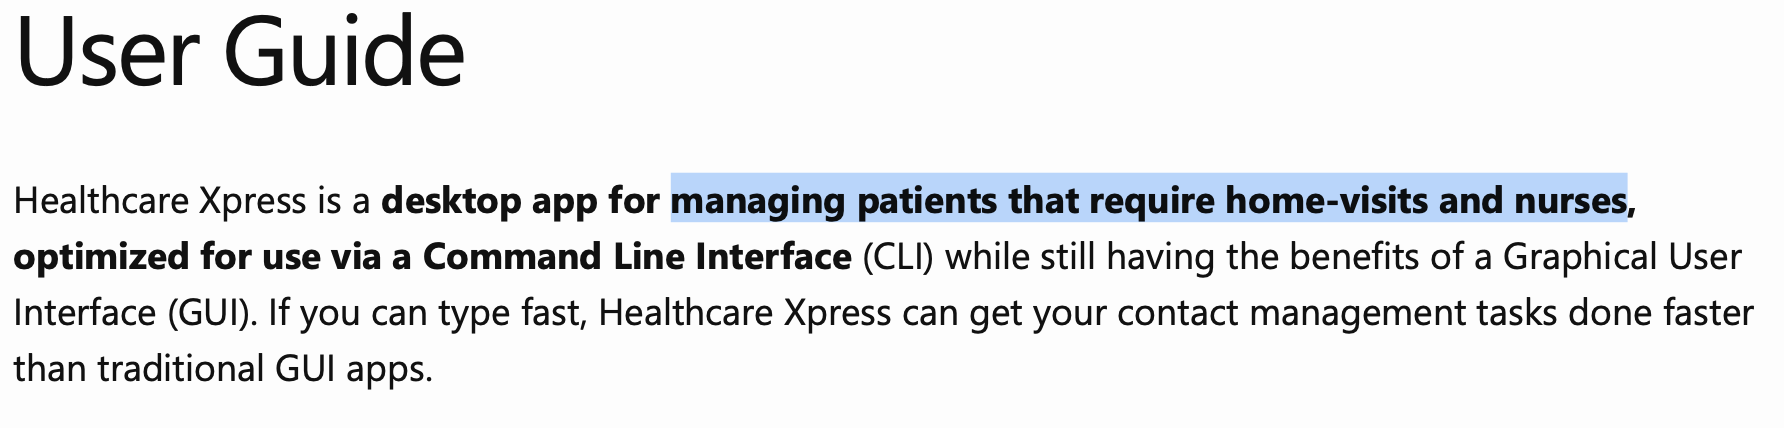 User Guide
Healthcare Xpress is a desktop app for managing patients that require home-visits and nurses,
optimized for use via a Command Line Interface (CLI) while still having the benefits of a Graphical User
Interface (GUI). If you can type fast, Healthcare Xpress can get your contact management tasks done faster
than traditional GUI apps.